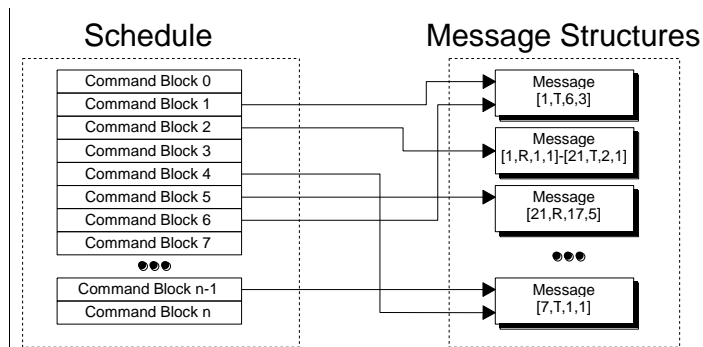 Schedule
Message Structures
Command Block 0
Command Block 1
Command Block 2
Command Block 3
Command Block 4
Command Block 5
Command Block 6
Command Block 7
Command Block n-1
Command Block n
Message
[1,T,6,3]
Message
[1,R,1,1]-[21,T,2,1]
Message
[21,R,17,5]
Message
[7,T,1,1]